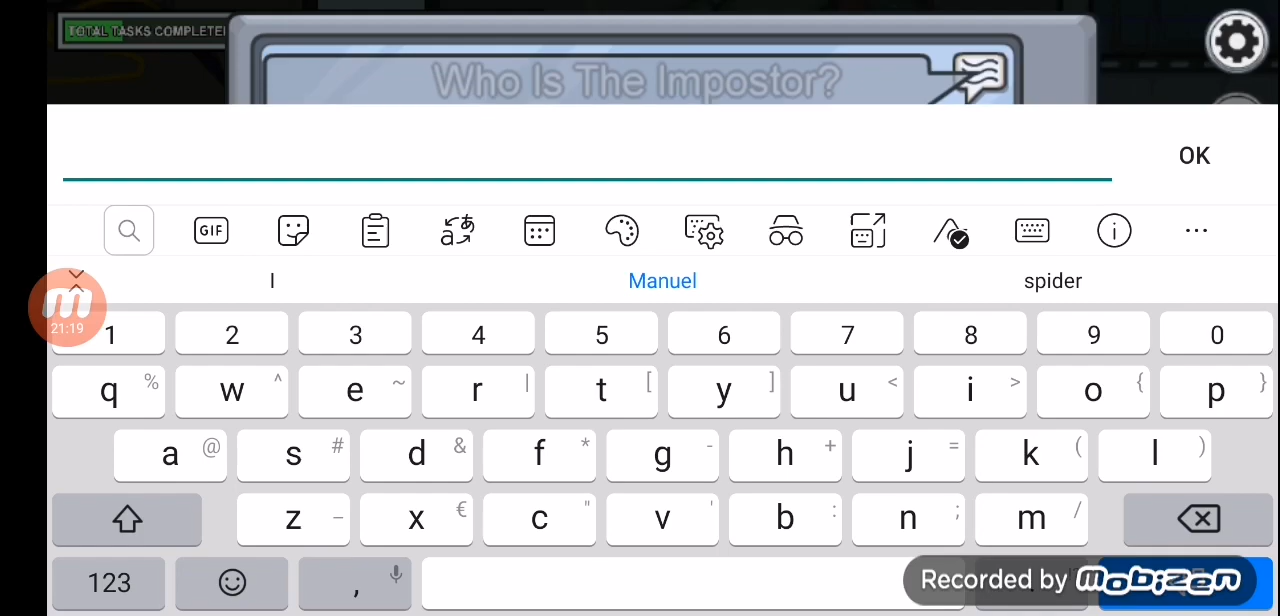 TOTAL TASKS COMPLETE
Who Is The Impostor?
OK
GIF
I Manuel spider
21:19
1 2 3 4 5 6 7 8 9 0
q % w ^ e ~ r | t [ y ] u < i > o { p }
a @ s # d & f * g - h + j = k ( l )
z _ x € c " v ' b : n ; m /
123 ,
Recorded by mobizen